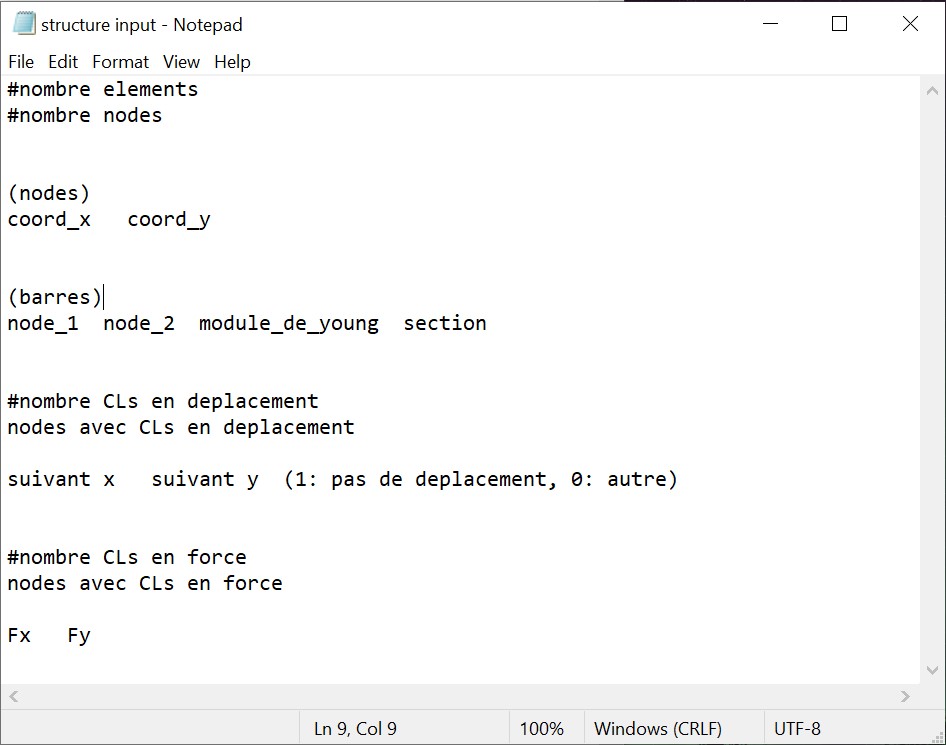 structure input - Notepad
File Edit Format View Help
#nombre elements
#nombre nodes
(nodes)
coord_x coord_y
(barres)
node_1 node_2 module_de_young section
#nombre CLs en deplacement
nodes avec CLs en deplacement
suivant x suivant y (1: pas de deplacement, 0: autre)
#nombre CLs en force
nodes avec CLs en force
Fx Fy
Ln 9, Col 9 100% Windows (CRLF) UTF-8